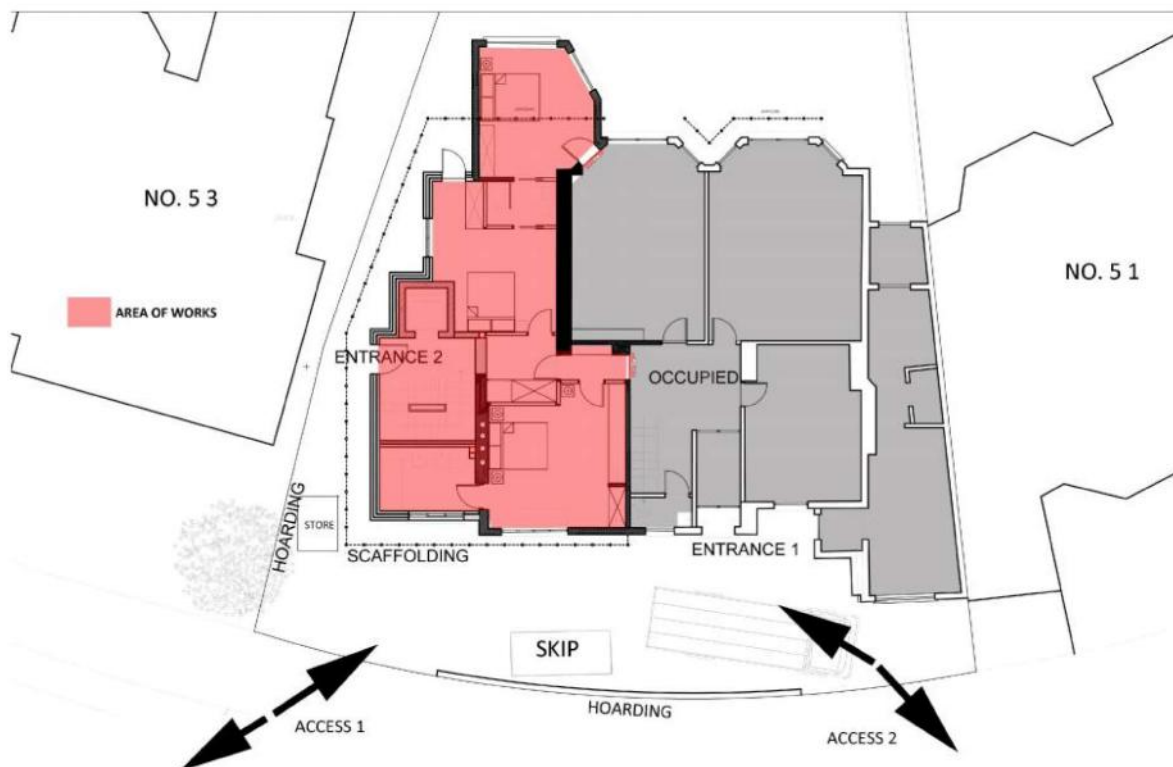 NO. 5 3
NO. 5 1
AREA OF WORKS
ENTRANCE 2
OCCUPIED
HOARDING
STORE
SCAFFOLDING
ENTRANCE 1
SKIP
HOARDING
ACCESS 1
ACCESS 2